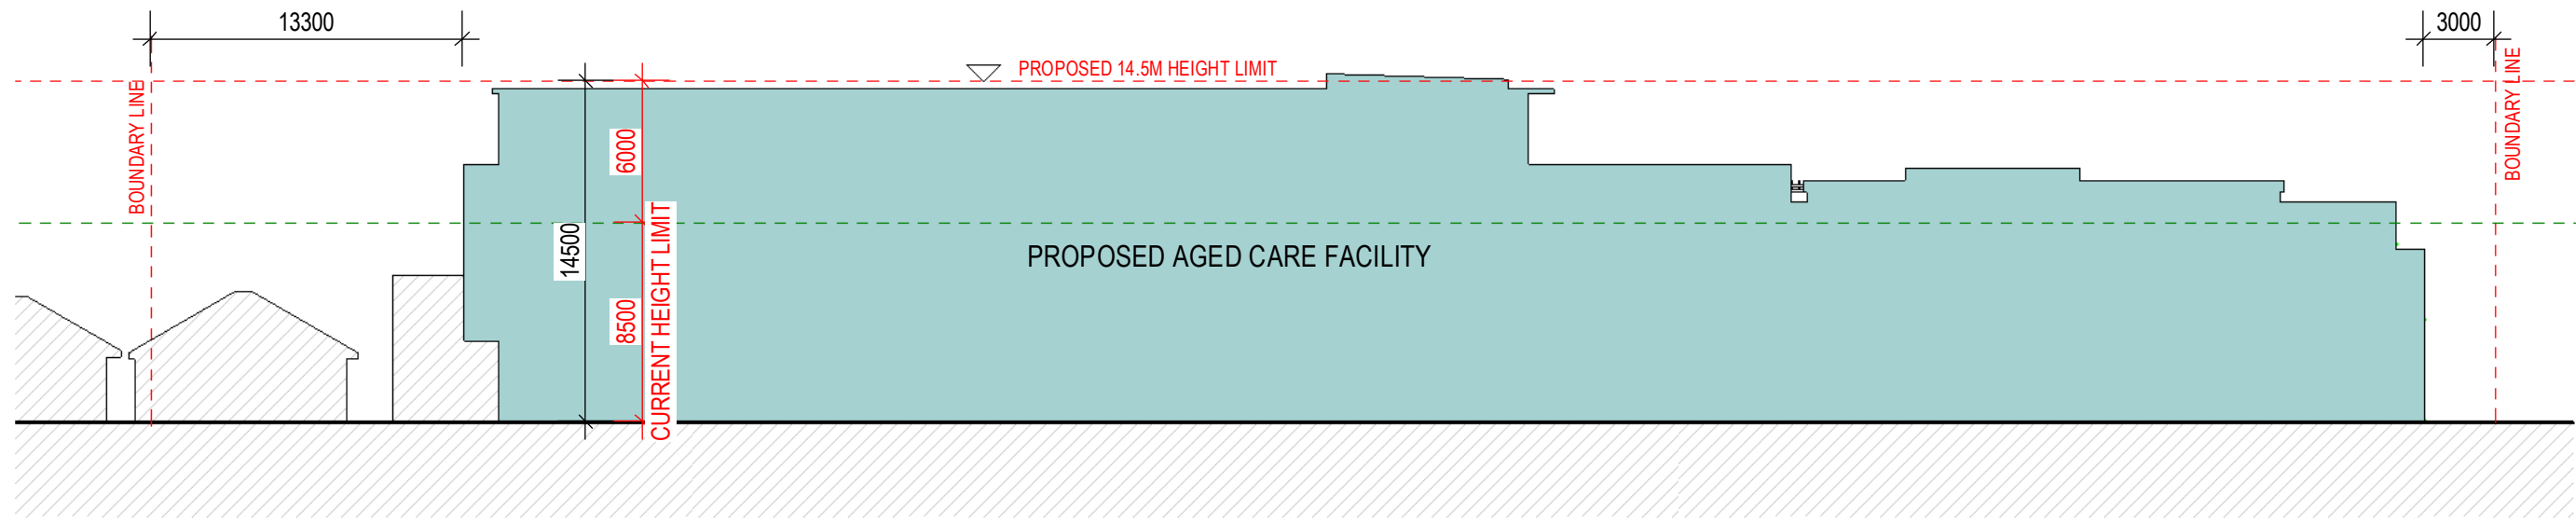 13300
3000
PROPOSED 14.5M HEIGHT LIMIT
BOUNDARY LINE
BOUNDARY LINE
6000
14500
8500
CURRENT HEIGHT LIMIT
PROPOSED AGED CARE FACILITY